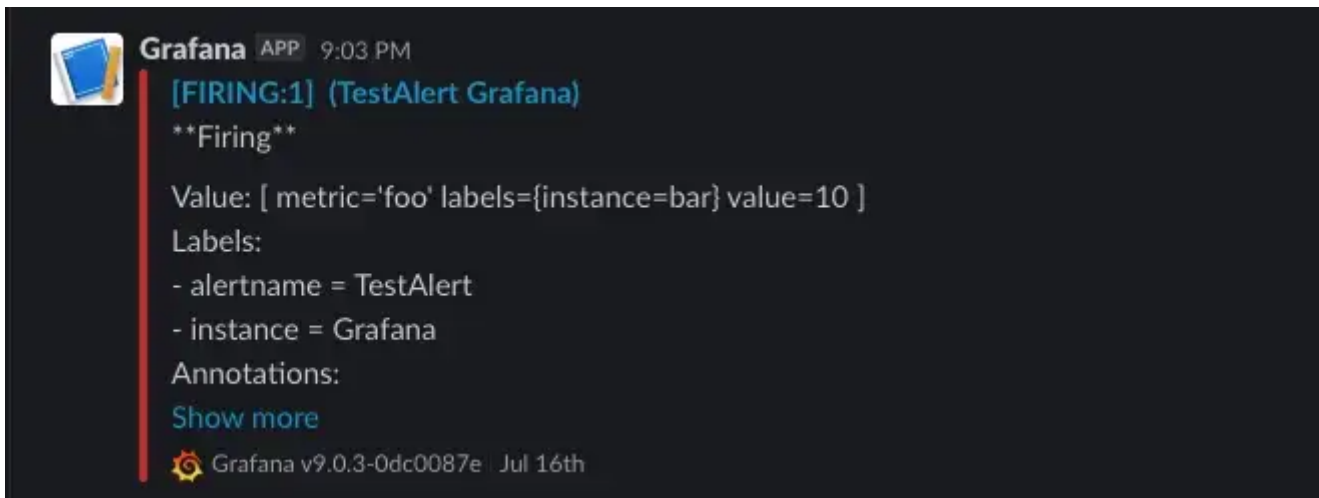 Grafana APP 9:03 PM
[FIRING:1] (TestAlert Grafana)
**Firing**
Value: [ metric='foo' labels={instance=bar} value=10 ]
Labels:
- alertname = TestAlert
- instance = Grafana
Annotations:
Show more
Grafana v9.0.3-0dc0087e Jul 16th